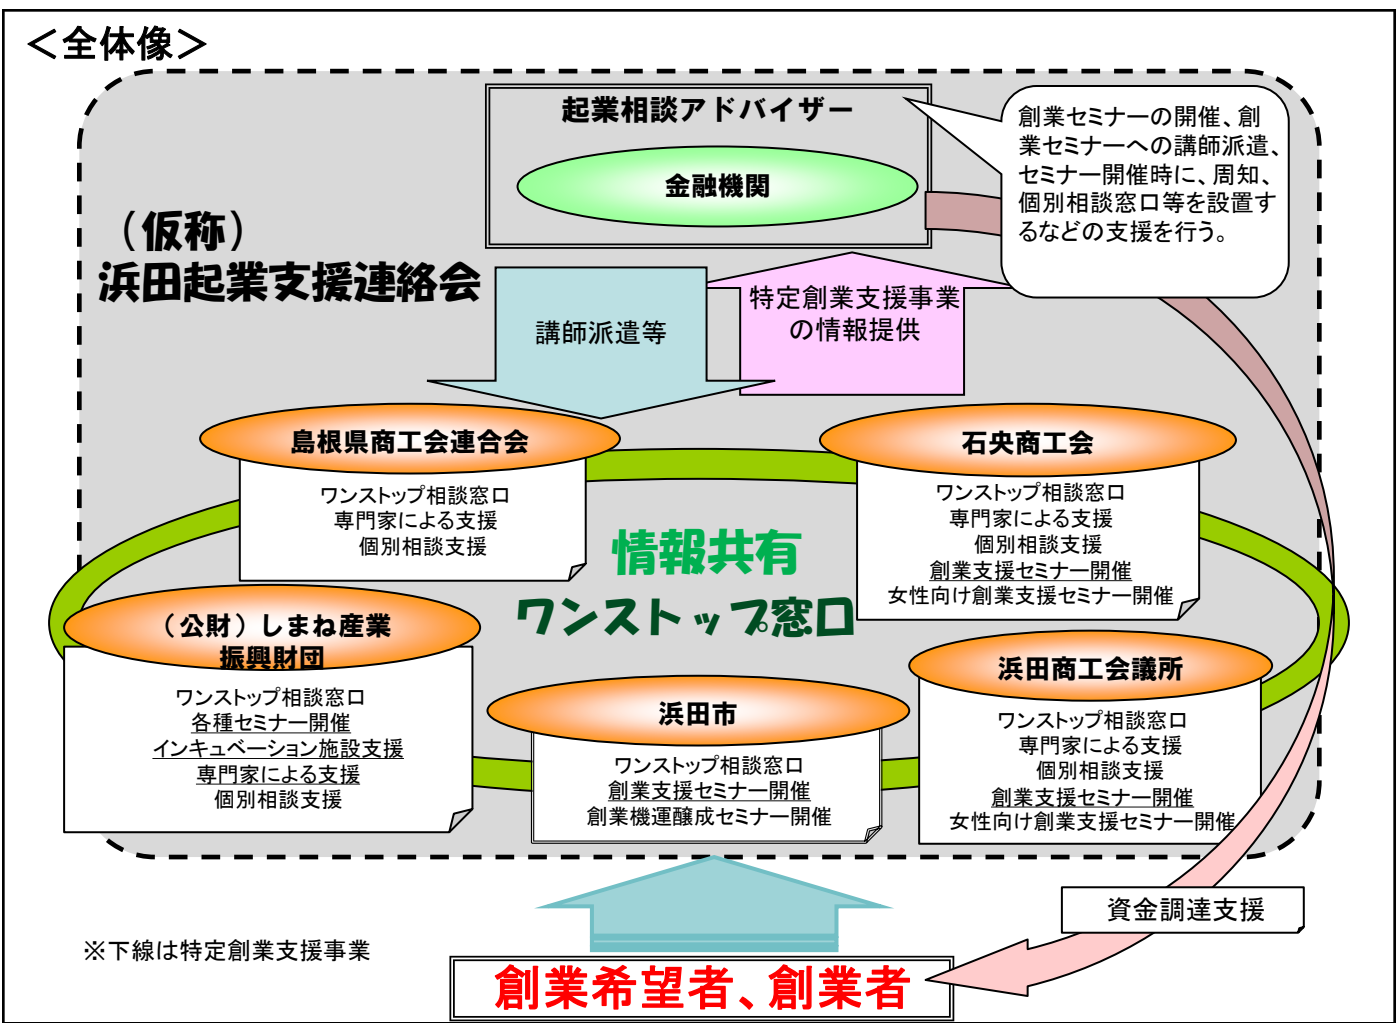 ＜全体像＞
起業相談アドバイザー
金融機関
創業セミナーの開催、創
業セミナーへの講師派遣、
セミナー開催時に、周知、
個別相談窓口等を設置す
るなどの支援を行う。
（仮称）
浜田起業支援連絡会
講師派遣等
特定創業支援事業
の情報提供
島根県商工会連合会
ワンストップ相談窓口
専門家による支援
個別相談支援
石央商工会
ワンストップ相談窓口
専門家による支援
個別相談支援
創業支援セミナー開催
女性向け創業支援セミナー開催
情報共有
ワンストップ窓口
（公財）しまね産業
振興財団
ワンストップ相談窓口
各種セミナー開催
インキュベーション施設支援
専門家による支援
個別相談支援
浜田市
ワンストップ相談窓口
創業支援セミナー開催
創業機運醸成セミナー開催
浜田商工会議所
ワンストップ相談窓口
専門家による支援
個別相談支援
創業支援セミナー開催
女性向け創業支援セミナー開催
資金調達支援
※下線は特定創業支援事業
創業希望者、創業者